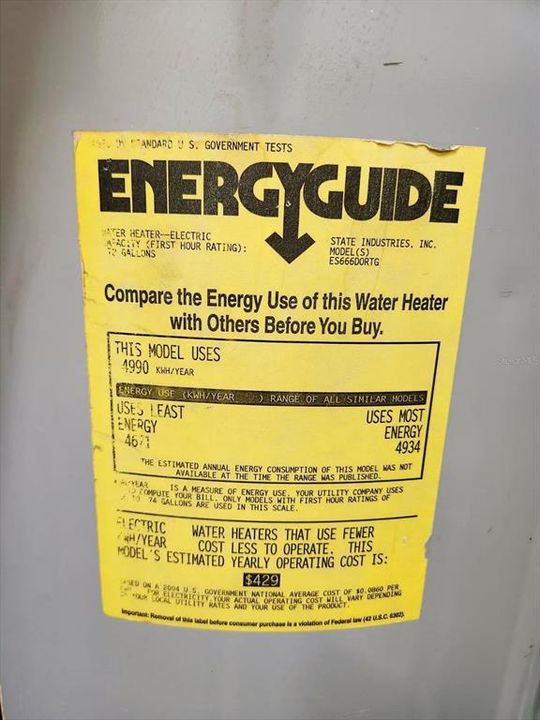 TANDARD U S. GOVERNMENT TESTS
ENERGYGUIDE
WATER HEATER--ELECTRIC
CAPACITY (FIRST HOUR RATING):
GALLONS
STATE INDUSTRIES, INC.
MODEL(S)
ES666DORTG
Compare the Energy Use of this Water Heater
with Others Before You Buy.
THIS MODEL USES
4990 KWH/YEAR
ENERGY USE (KWH/YEAR ) RANGE OF ALL SIMILAR MODELS
USES LEAST
ENERGY
4671
USES MOST
ENERGY
4934
THE ESTIMATED ANNUAL ENERGY CONSUMPTION OF THIS MODEL WAS NOT
AVAILABLE AT THE TIME THE RANGE WAS PUBLISHED.
YEAR IS A MEASURE OF ENERGY USE. YOUR UTILITY COMPANY USES
COMPUTE YOUR BILL. ONLY MODELS WITH FIRST HOUR RATINGS OF
74 GALLONS ARE USED IN THIS SCALE.
ELECTRIC WATER HEATERS THAT USE FEWER
KWH/YEAR COST LESS TO OPERATE. THIS
MODEL'S ESTIMATED YEARLY OPERATING COST IS:
$429
BASED ON A 2004 U.S. GOVERNMENT NATIONAL AVERAGE COST OF $0.0860 PER
FOR ELECTRICITY. YOUR ACTUAL OPERATING COST WILL VARY DEPENDING
YOUR LOCAL UTILITY RATES AND YOUR USE OF THE PRODUCT.
Important: Removal of this label before consumer purchase is a violation of Federal law (42 U.S.C. 6302).